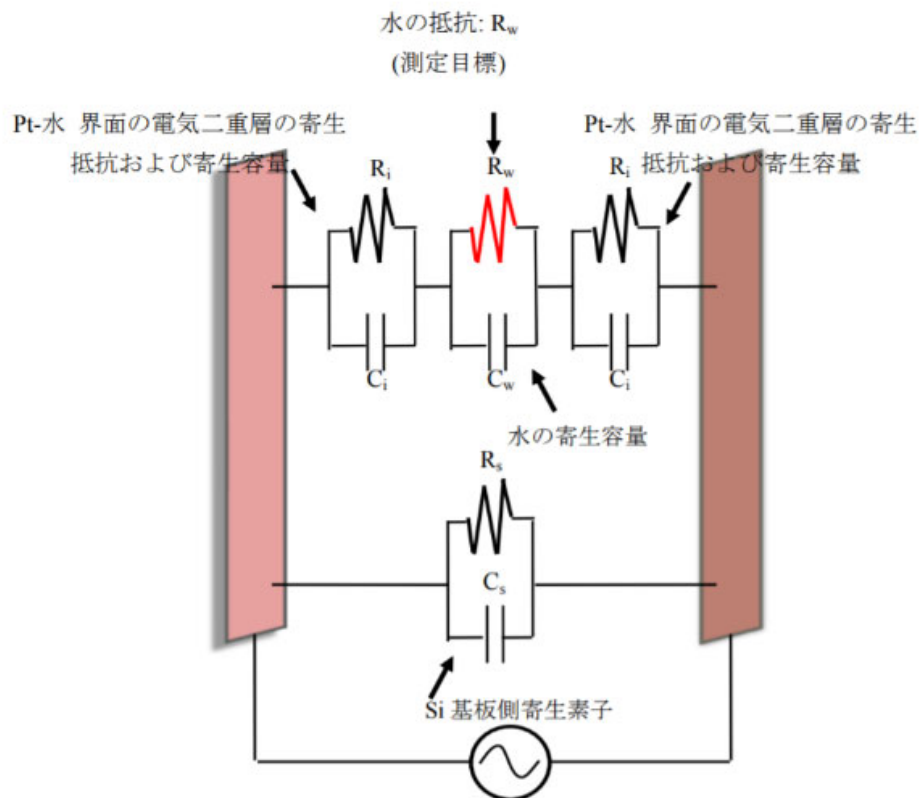 水の抵抗: Rw
(測定目標)
Pt-水 界面の電気二重層の寄生
抵抗および寄生容量
Pt-水 界面の電気二重層の寄生
抵抗および寄生容量
Ri
Rw
Ri
Ci
Cw
Ci
水の寄生容量
Rs
Cs
Si 基板側寄生素子